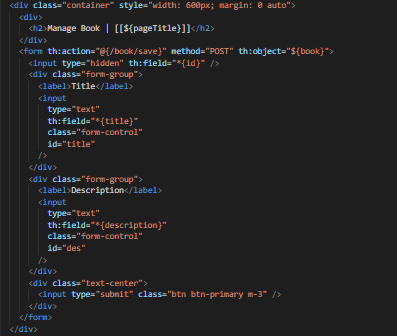 <div class="container" style="width: 600px; margin: 0 auto">
<div>
<h2>Manage Book | [[${pageTitle}]]</h2>
</div>
<form th:action="@{/book/save}" method="POST" th:object="${book}">
<input type="hidden" th:field="*{id}" />
<div class="form-group">
<label>Title</label>
<input
type="text"
th:field="*{title}"
class="form-control"
id="title"
/>
</div>
<div class="form-group">
<label>Description</label>
<input
type="text"
th:field="*{description}"
class="form-control"
id="des"
/>
</div>
<div class="text-center">
<input type="submit" class="btn btn-primary m-3" />
</div>
</form>
</div>